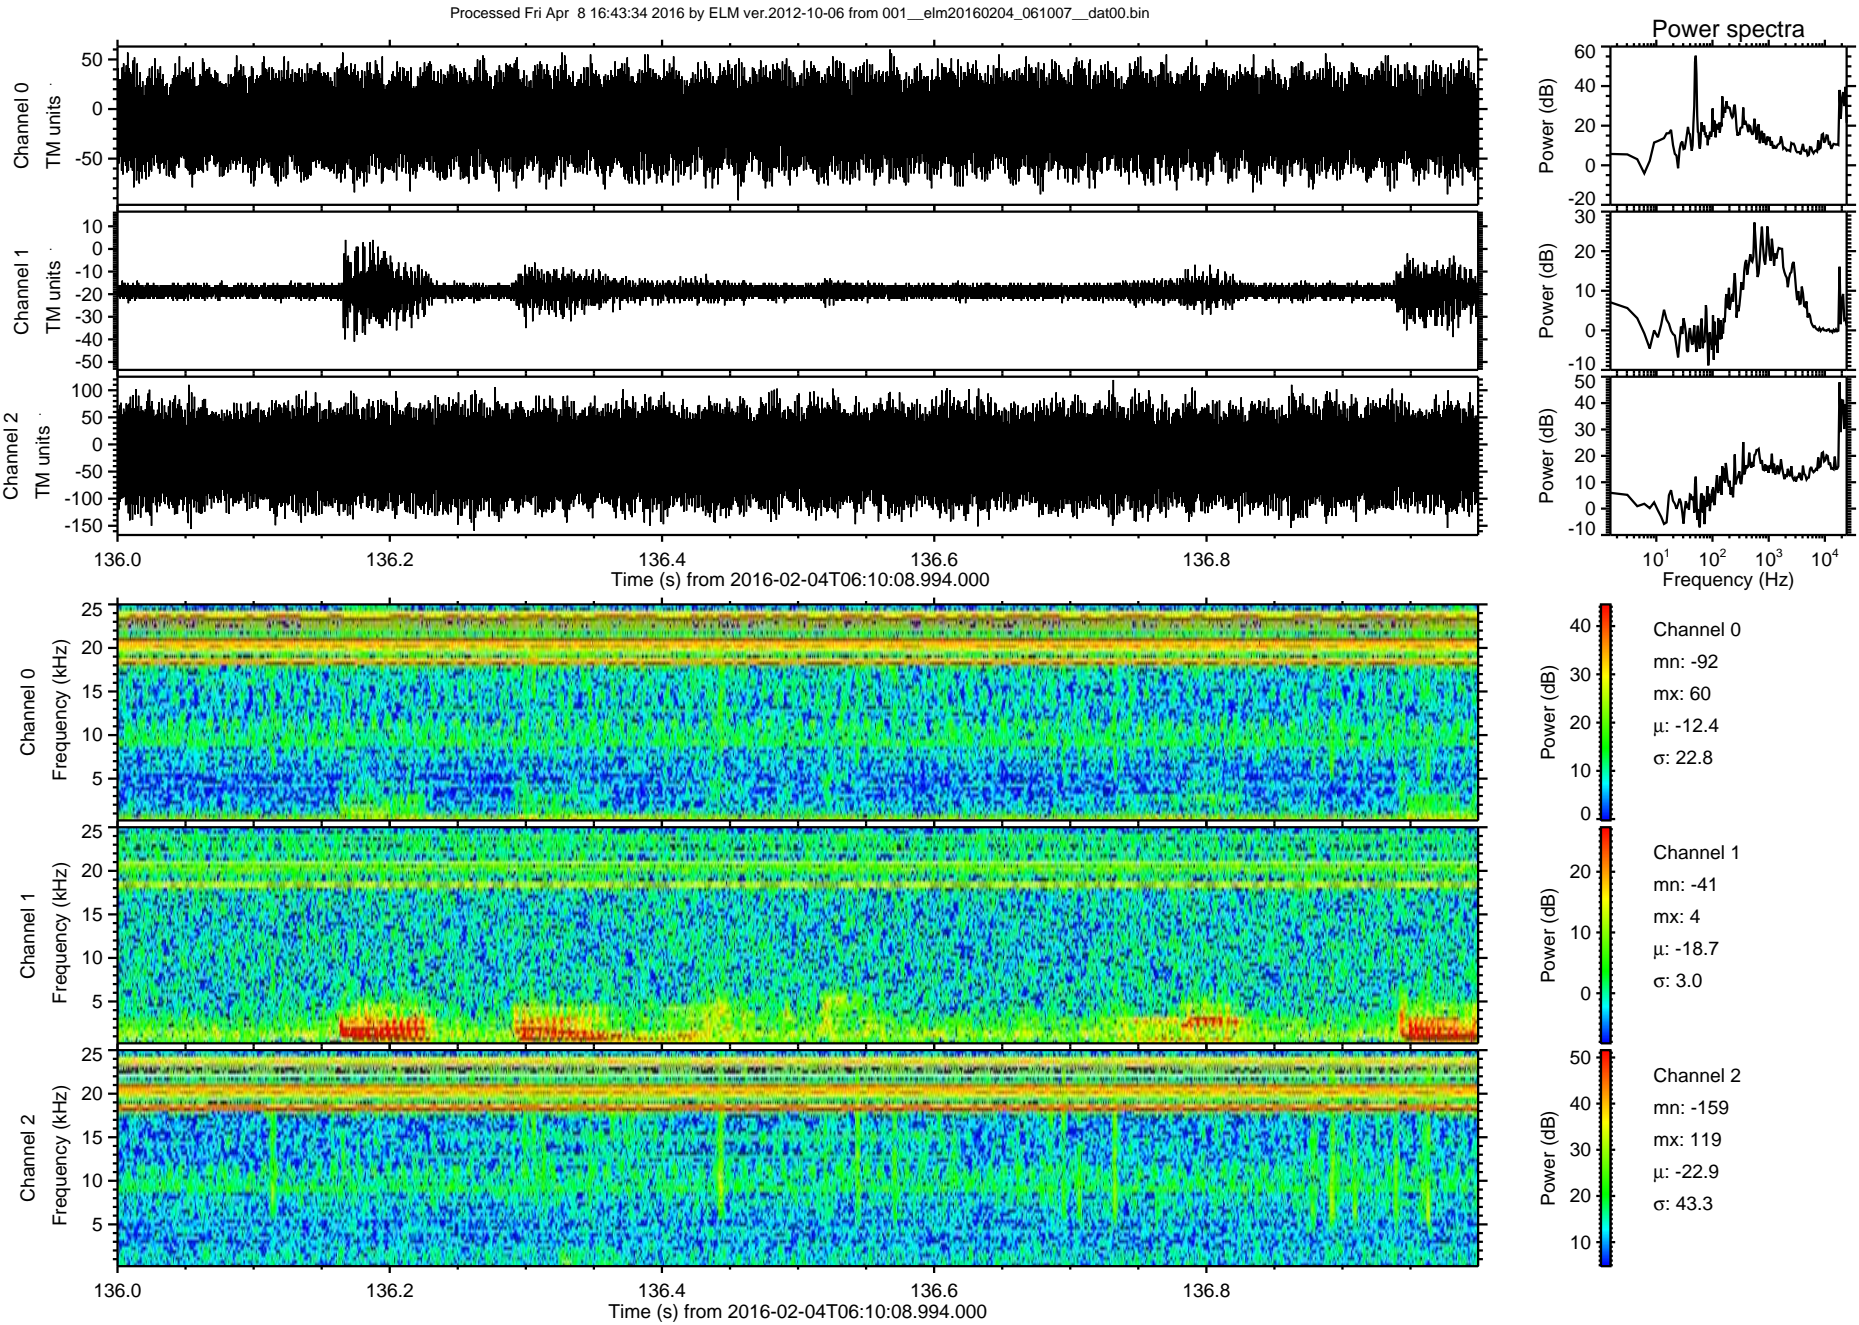 Processed Fri Apr 8 16:43:34 2016 by ELM ver.2012-10-06 from 001__elm20160204_061007__dat00.bin
Power spectra
Channel 0
TM units
50
0
-50
Power (dB)
60
40
20
0
-20
Channel 1
TM units
10
0
-10
-20
-30
-40
-50
Power (dB)
30
20
10
0
-10
Channel 2
TM units
100
50
0
-50
-100
-150
Power (dB)
50
40
30
20
10
0
-10
136.0 136.2 136.4 136.6 136.8
Time (s) from 2016-02-04T06:10:08.994.000
10¹ 10² 10³ 10⁴
Frequency (Hz)
Channel 0
Frequency (kHz)
25
20
15
10
5
Power (dB)
40
30
20
10
0
Channel 0
mn: -92
mx: 60
μ: -12.4
σ: 22.8
Channel 1
Frequency (kHz)
25
20
15
10
5
Power (dB)
20
10
0
Channel 1
mn: -41
mx: 4
μ: -18.7
σ: 3.0
Channel 2
Frequency (kHz)
25
20
15
10
5
Power (dB)
50
40
30
20
10
Channel 2
mn: -159
mx: 119
μ: -22.9
σ: 43.3
136.0 136.2 136.4 136.6 136.8
Time (s) from 2016-02-04T06:10:08.994.000